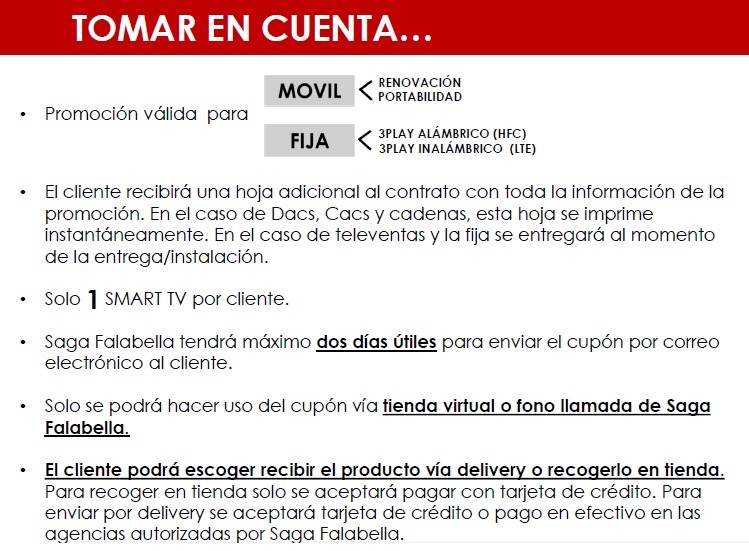 TOMAR EN CUENTA...
MOVIL < RENOVACIÓN
PORTABILIDAD
• Promoción válida para
FIJA < 3PLAY ALÁMBRICO (HFC)
3PLAY INALÁMBRICO (LTE)
• El cliente recibirá una hoja adicional al contrato con toda la información de la
promoción. En el caso de Dacs, Cacs y cadenas, esta hoja se imprime
instantáneamente. En el caso de televentas y la fija se entregará al momento
de la entrega/instalación.
• Solo 1 SMART TV por cliente.
• Saga Falabella tendrá máximo dos días útiles para enviar el cupón por correo
electrónico al cliente.
• Solo se podrá hacer uso del cupón vía tienda virtual o fono llamada de Saga
Falabella.
• El cliente podrá escoger recibir el producto vía delivery o recogerlo en tienda.
Para recoger en tienda solo se aceptará pagar con tarjeta de crédito. Para
enviar por delivery se aceptará tarjeta de crédito o pago en efectivo en las
agencias autorizadas por Saga Falabella.